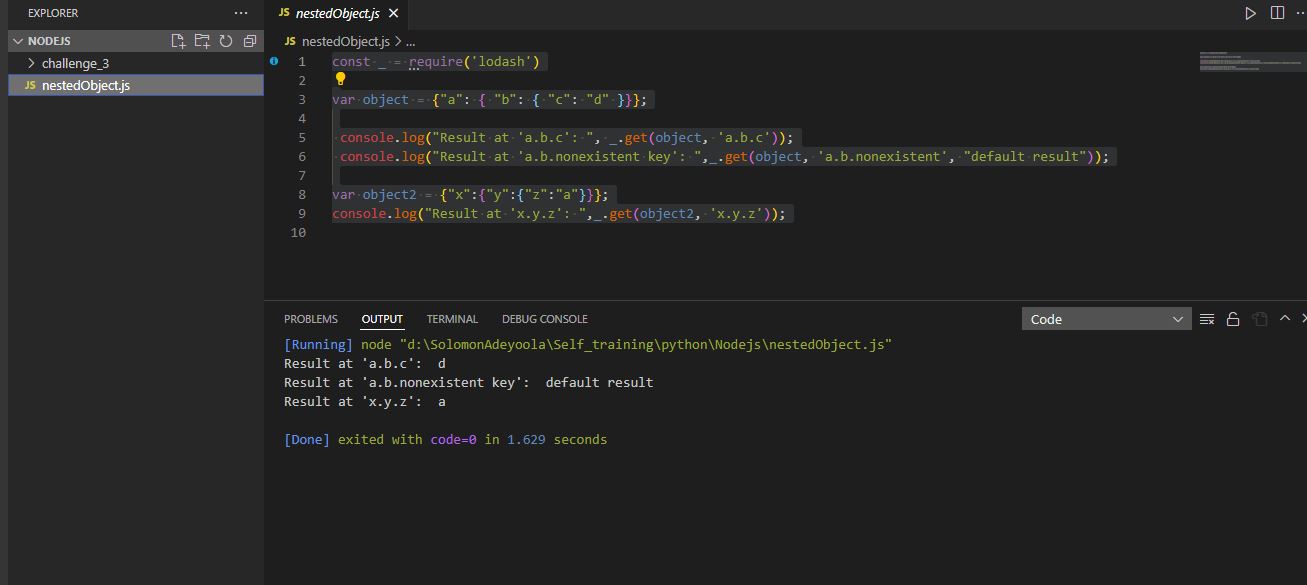 EXPLORER
NODEJS
challenge_3
JS nestedObject.js
JS nestedObject.js
JS nestedObject.js > ...
1 const _ = require('lodash')
2
3 var object = {"a": { "b": { "c": "d" }}};
4
5 console.log("Result at 'a.b.c': ", _.get(object, 'a.b.c'));
6 console.log("Result at 'a.b.nonexistent key': ",_.get(object, 'a.b.nonexistent', "default result"));
7
8 var object2 = {"x":{"y":{"z":"a"}}};
9 console.log("Result at 'x.y.z': ",_.get(object2, 'x.y.z'));
10
PROBLEMS OUTPUT TERMINAL DEBUG CONSOLE Code
[Running] node "d:\SolomonAdeyoola\Self_training\python\Nodejs\nestedObject.js"
Result at 'a.b.c':  d
Result at 'a.b.nonexistent key':  default result
Result at 'x.y.z':  a
[Done] exited with code=0 in 1.629 seconds